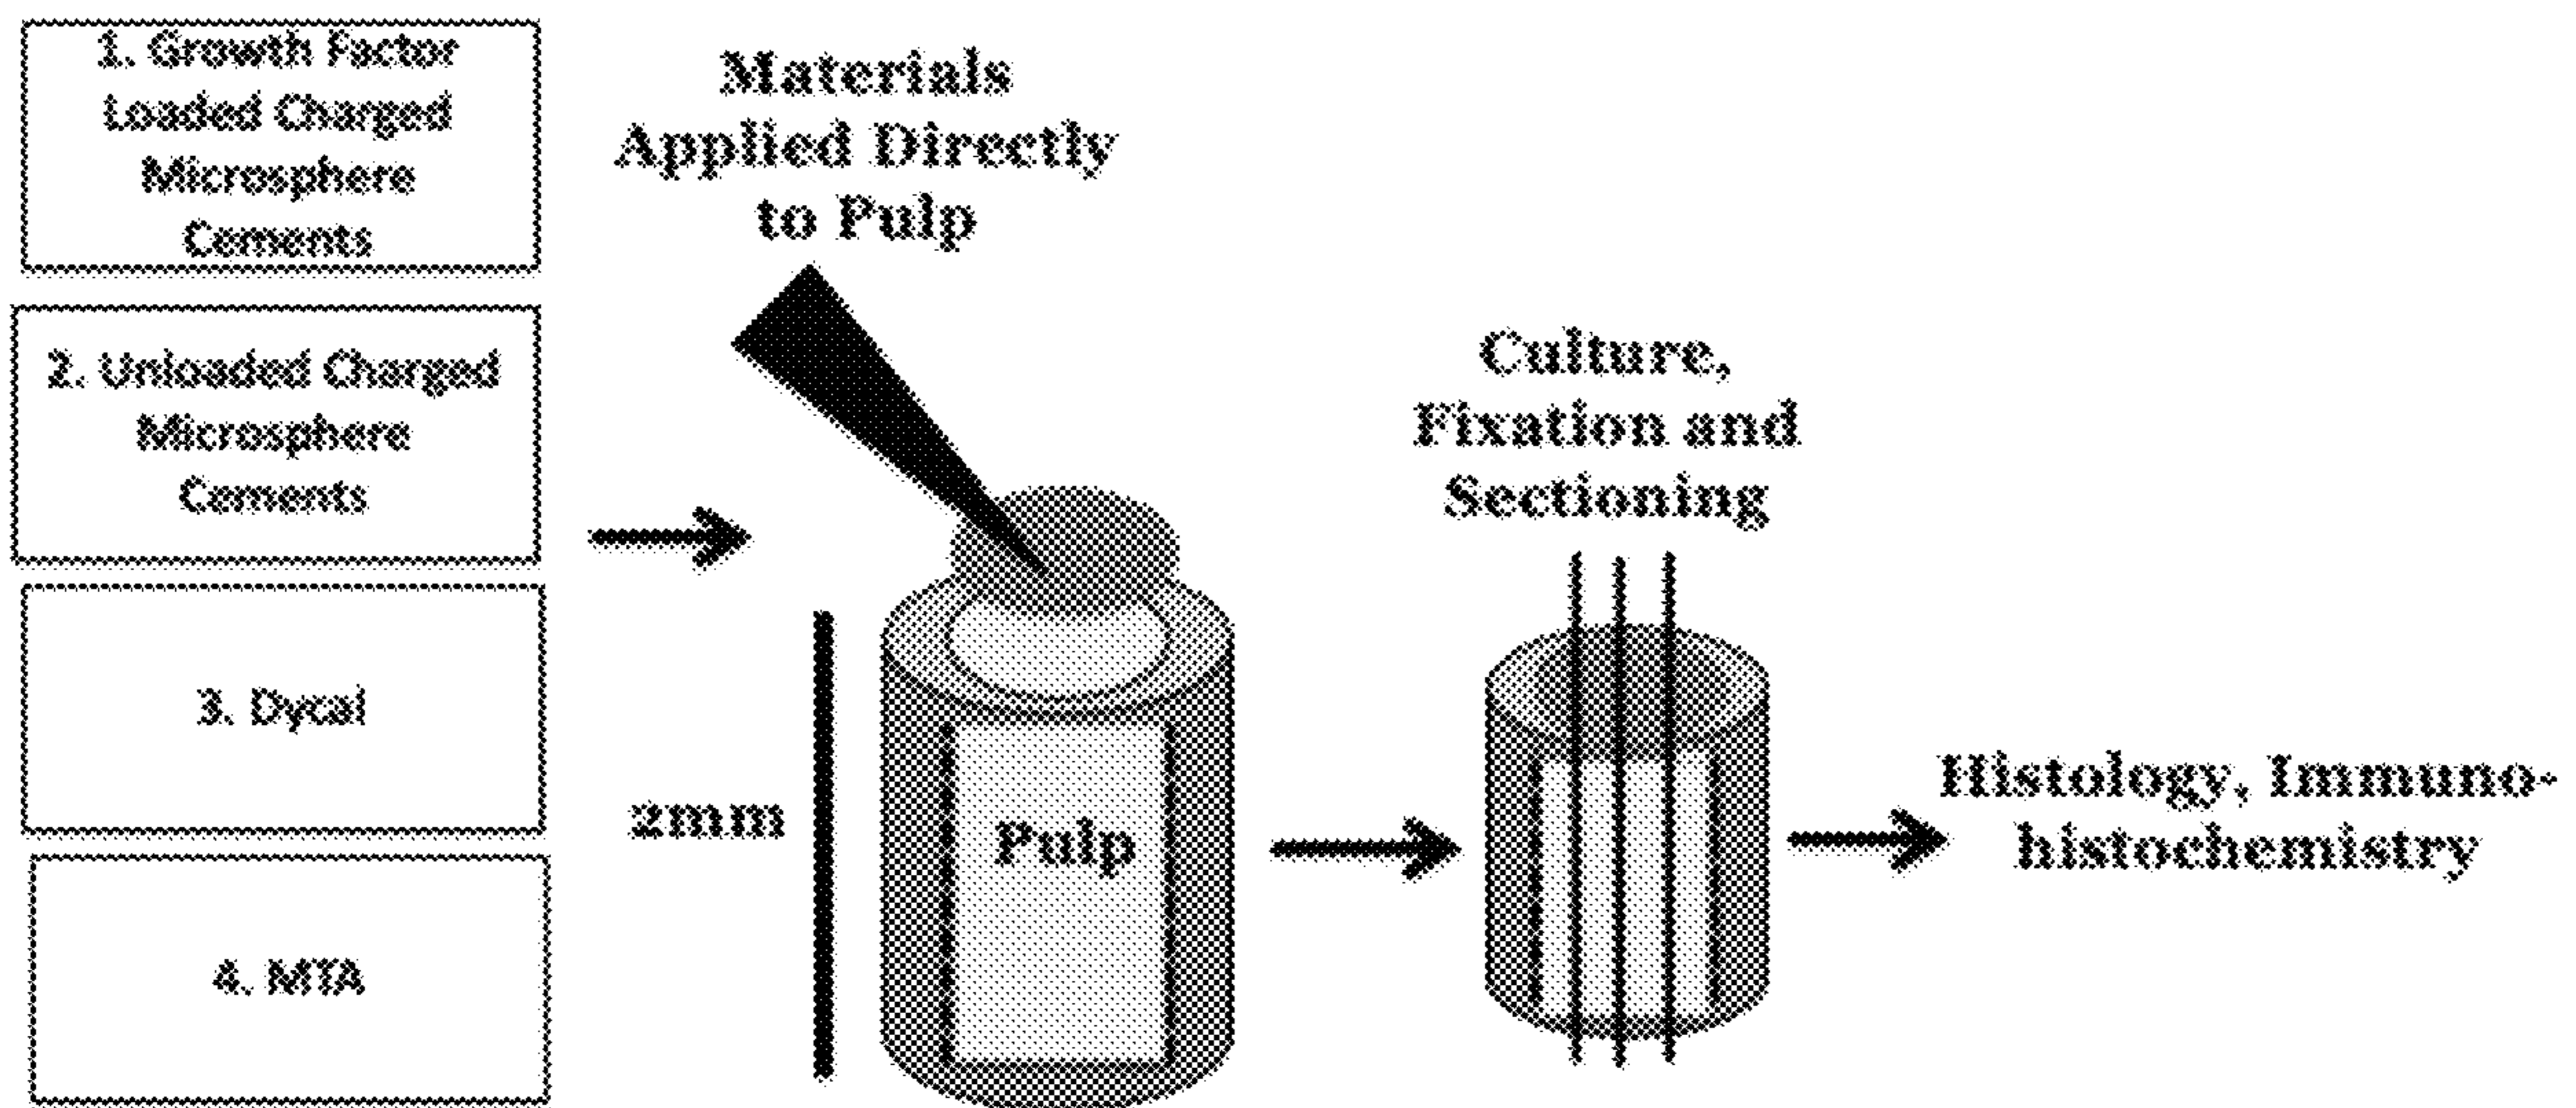 1. Growth Factor
Loaded Charged
Microsphere
Cements
2. Unloaded Charged
Microsphere
Cements
3. Dycal
4. MTA
Materials
Applied Directly
to Pulp
2mm
Pulp
Culture,
Fixation and
Sectioning
Histology, Immuno-
histochemistry